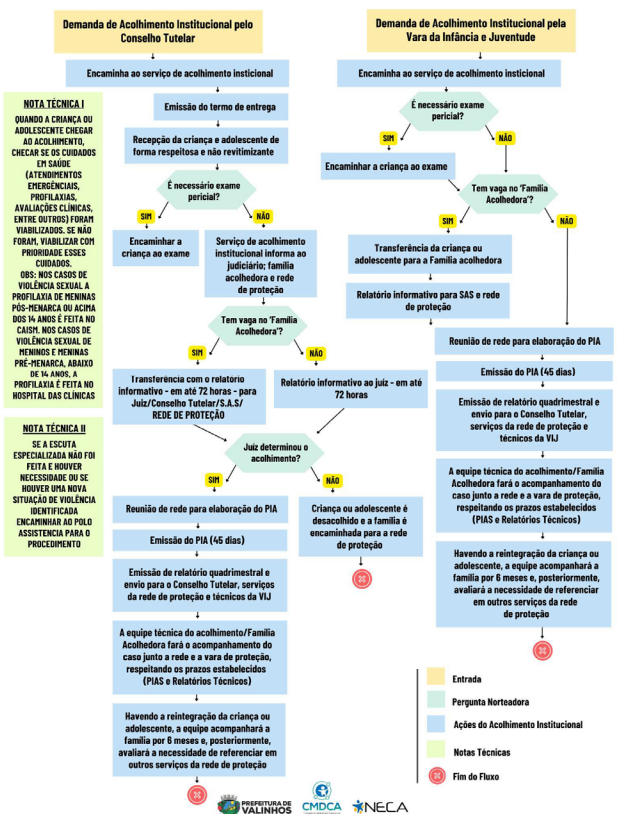 Demanda de Acolhimento Institucional pelo
Conselho Tutelar
Encaminha ao serviço de acolhimento insticional
Emissão do termo de entrega
Recepção da criança e adolescente de
forma respeitosa e não revitimizante
É necessário exame
pericial?
SIM
NÃO
Encaminhar a
criança ao exame
Serviço de acolhimento
institucional informa ao
judiciário; família
acolhedora e rede
de proteção
Tem vaga no ‘Família
Acolhedora’?
SIM
NÃO
Transferência com o relatório
informativo - em até 72 horas - para
Juiz/Conselho Tutelar/S.A.S/
REDE DE PROTEÇÃO
Relatório informativo ao juíz - em até
72 horas
Juíz determinou o
acolhimento?
SIM
NÃO
Reunião de rede para elaboração do PIA
Emissão do PIA (45 dias)
Emissão de relatório quadrimestral e
envio para o Conselho Tutelar, serviços
da rede de proteção e técnicos da VIJ
A equipe técnica do acolhimento/Família
Acolhedora fará o acompanhamento do
caso junto a rede e a vara de proteção,
respeitando os prazos estabelecidos
(PIAS e Relatórios Técnicos)
Havendo a reintegração da criança ou
adolescente, a equipe acompanhará a
família por 6 meses e, posteriormente,
avaliará a necesidade de referenciar em
outros serviços da rede de proteção
Criança ou adolescente é
desacolhido e a família é
encaminhada para a rede
de proteção
NOTA TÉCNICA I
QUANDO A CRIANÇA OU
ADOLESCENTE CHEGAR
AO ACOLHIMENTO,
CHECAR SE OS CUIDADOS
EM SAÚDE
(ATENDIMENTOS
EMERGÊNCIAIS,
PROFILAXIAS,
AVALIAÇÕES CLÍNICAS,
ENTRE OUTROS) FORAM
VIABILIZADOS. SE NÃO
FORAM, VIABILIZAR COM
PRIORIDADE ESSES
CUIDADOS.
OBS: NOS CASOS DE
VIOLÊNCIA SEXUAL A
PROFILAXIA DE MENINAS
PÓS-MENARCA OU ACIMA
DOS 14 ANOS É FEITA NO
CAISM. NOS CASOS DE
VIOLÊNCIA SEXUAL DE
MENINOS E MENINAS
PRÉ-MENARCA, ABAIXO
DE 14 ANOS, A
PROFILAXIA É FEITA NO
HOSPITAL DAS CLÍNICAS
NOTA TÉCNICA II
SE A ESCUTA
ESPECIALIZADA NÃO FOI
FEITA E HOUVER
NECESSIDADE OU SE
HOUVER UMA NOVA
SITUAÇÃO DE VIOLÊNCIA
IDENTIFICADA
ENCAMINHAR AO POLO
ASSISTENCIA PARA O
PROCEDIMENTO
Demanda de Acolhimento Institucional pela
Vara da Infância e Juventude
Encaminha ao serviço de acolhimento insticional
É necessário exame
pericial?
SIM
NÃO
Encaminhar a criança ao exame
Tem vaga no ‘Família
Acolhedora’?
SIM
NÃO
Transferência da criança ou
adolescente para a Família acolhedora
Relatório informativo para SAS e rede
de proteção
Reunião de rede para elaboração do PIA
Emissão do PIA (45 dias)
Emissão de relatório quadrimestral e
envio para o Conselho Tutelar,
serviços da rede de proteção e
técnicos da VIJ
A equipe técnica do acolhimento/Família
Acolhedora fará o acompanhamento do
caso junto a rede e a vara de proteção,
respeitando os prazos estabelecidos
(PIAS e Relatórios Técnicos)
Havendo a reintegração da criança ou
adolescente, a equipe acompanhará a
família por 6 meses e, posteriormente,
avaliará a necesidade de referenciar
em outros serviços da rede
de proteção
Entrada
Pergunta Norteadora
Ações do Acolhimento Institucional
Notas Técnicas
Fim do Fluxo
PREFEITURA DE
VALINHOS
CMDCA
NECA